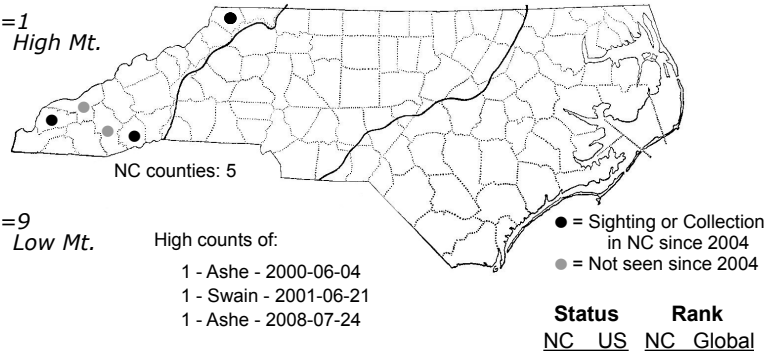 =1
High Mt.
NC counties: 5
=9
Low Mt.
High counts of:
1 - Ashe - 2000-06-04
1 - Swain - 2001-06-21
1 - Ashe - 2008-07-24
● = Sighting or Collection
in NC since 2004
● = Not seen since 2004
Status Rank
NC US NC Global